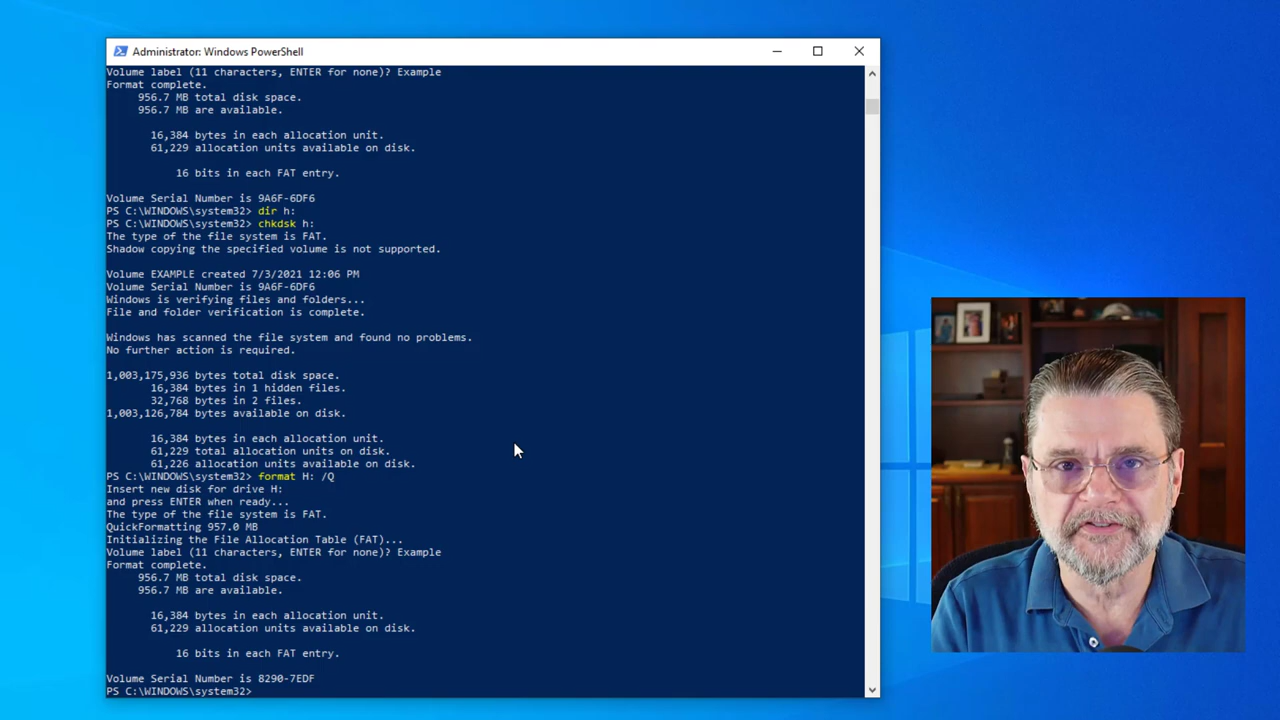 Administrator: Windows PowerShell
Volume label (11 characters, ENTER for none)? Example
Format complete.
956.7 MB total disk space.
956.7 MB are available.
16,384 bytes in each allocation unit.
61,229 allocation units available on disk.
16 bits in each FAT entry.
Volume Serial Number is 9A6F-6DF6
PS C:\WINDOWS\system32> dir h:
PS C:\WINDOWS\system32> chkdsk h:
The type of the file system is FAT.
Shadow copying the specified volume is not supported.
Volume EXAMPLE created 7/3/2021 12:06 PM
Volume Serial Number is 9A6F-6DF6
Windows is verifying files and folders...
File and folder verification is complete.
Windows has scanned the file system and found no problems.
No further action is required.
1,003,175,936 bytes total disk space.
16,384 bytes in 1 hidden files.
32,768 bytes in 2 files.
1,003,126,784 bytes available on disk.
16,384 bytes in each allocation unit.
61,229 total allocation units on disk.
61,226 allocation units available on disk.
PS C:\WINDOWS\system32> format H: /Q
Insert new disk for drive H:
and press ENTER when ready...
The type of the file system is FAT.
QuickFormatting 957.0 MB
Initializing the File Allocation Table (FAT)...
Volume label (11 characters, ENTER for none)? Example
Format complete.
956.7 MB total disk space.
956.7 MB are available.
16,384 bytes in each allocation unit.
61,229 allocation units available on disk.
16 bits in each FAT entry.
Volume Serial Number is 8290-7EDF
PS C:\WINDOWS\system32>